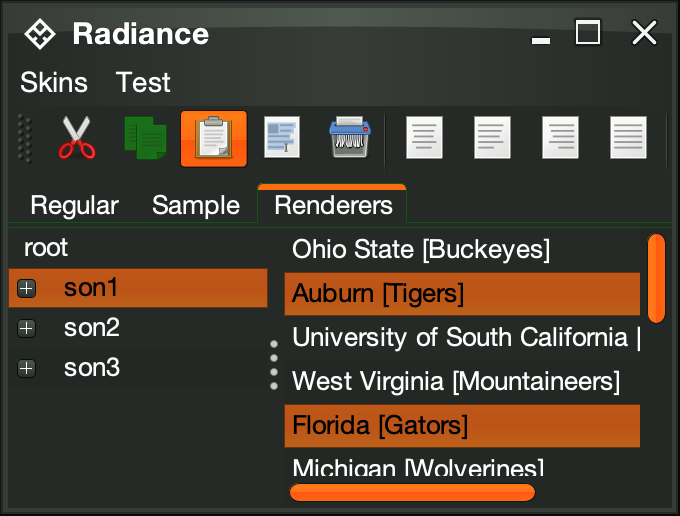 Radiance
Skins Test
Regular Sample Renderers
root
son1
son2
son3
Ohio State [Buckeyes]
Auburn [Tigers]
University of South California [
West Virginia [Mountaineers]
Florida [Gators]
Michigan [Wolverines]